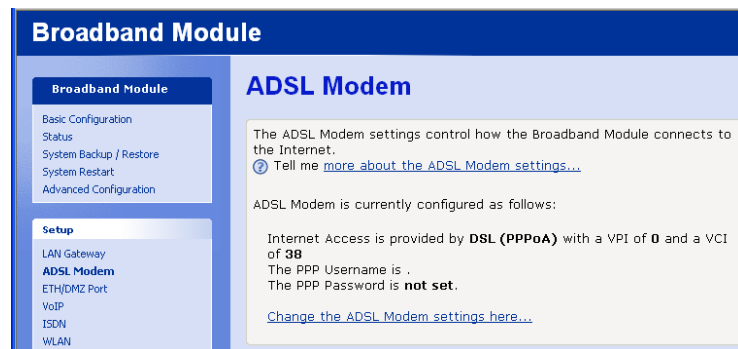 Broadband Module
Broadband Module
Basic Configuration
Status
System Backup / Restore
System Restart
Advanced Configuration
Setup
LAN Gateway
ADSL Modem
ETH/DMZ Port
VoIP
ISDN
WLAN
ADSL Modem
The ADSL Modem settings control how the Broadband Module connects to
the Internet.
? Tell me more about the ADSL Modem settings...
ADSL Modem is currently configured as follows:
Internet Access is provided by DSL (PPPoA) with a VPI of 0 and a VCI
of 38
The PPP Username is .
The PPP Password is not set.
Change the ADSL Modem settings here...